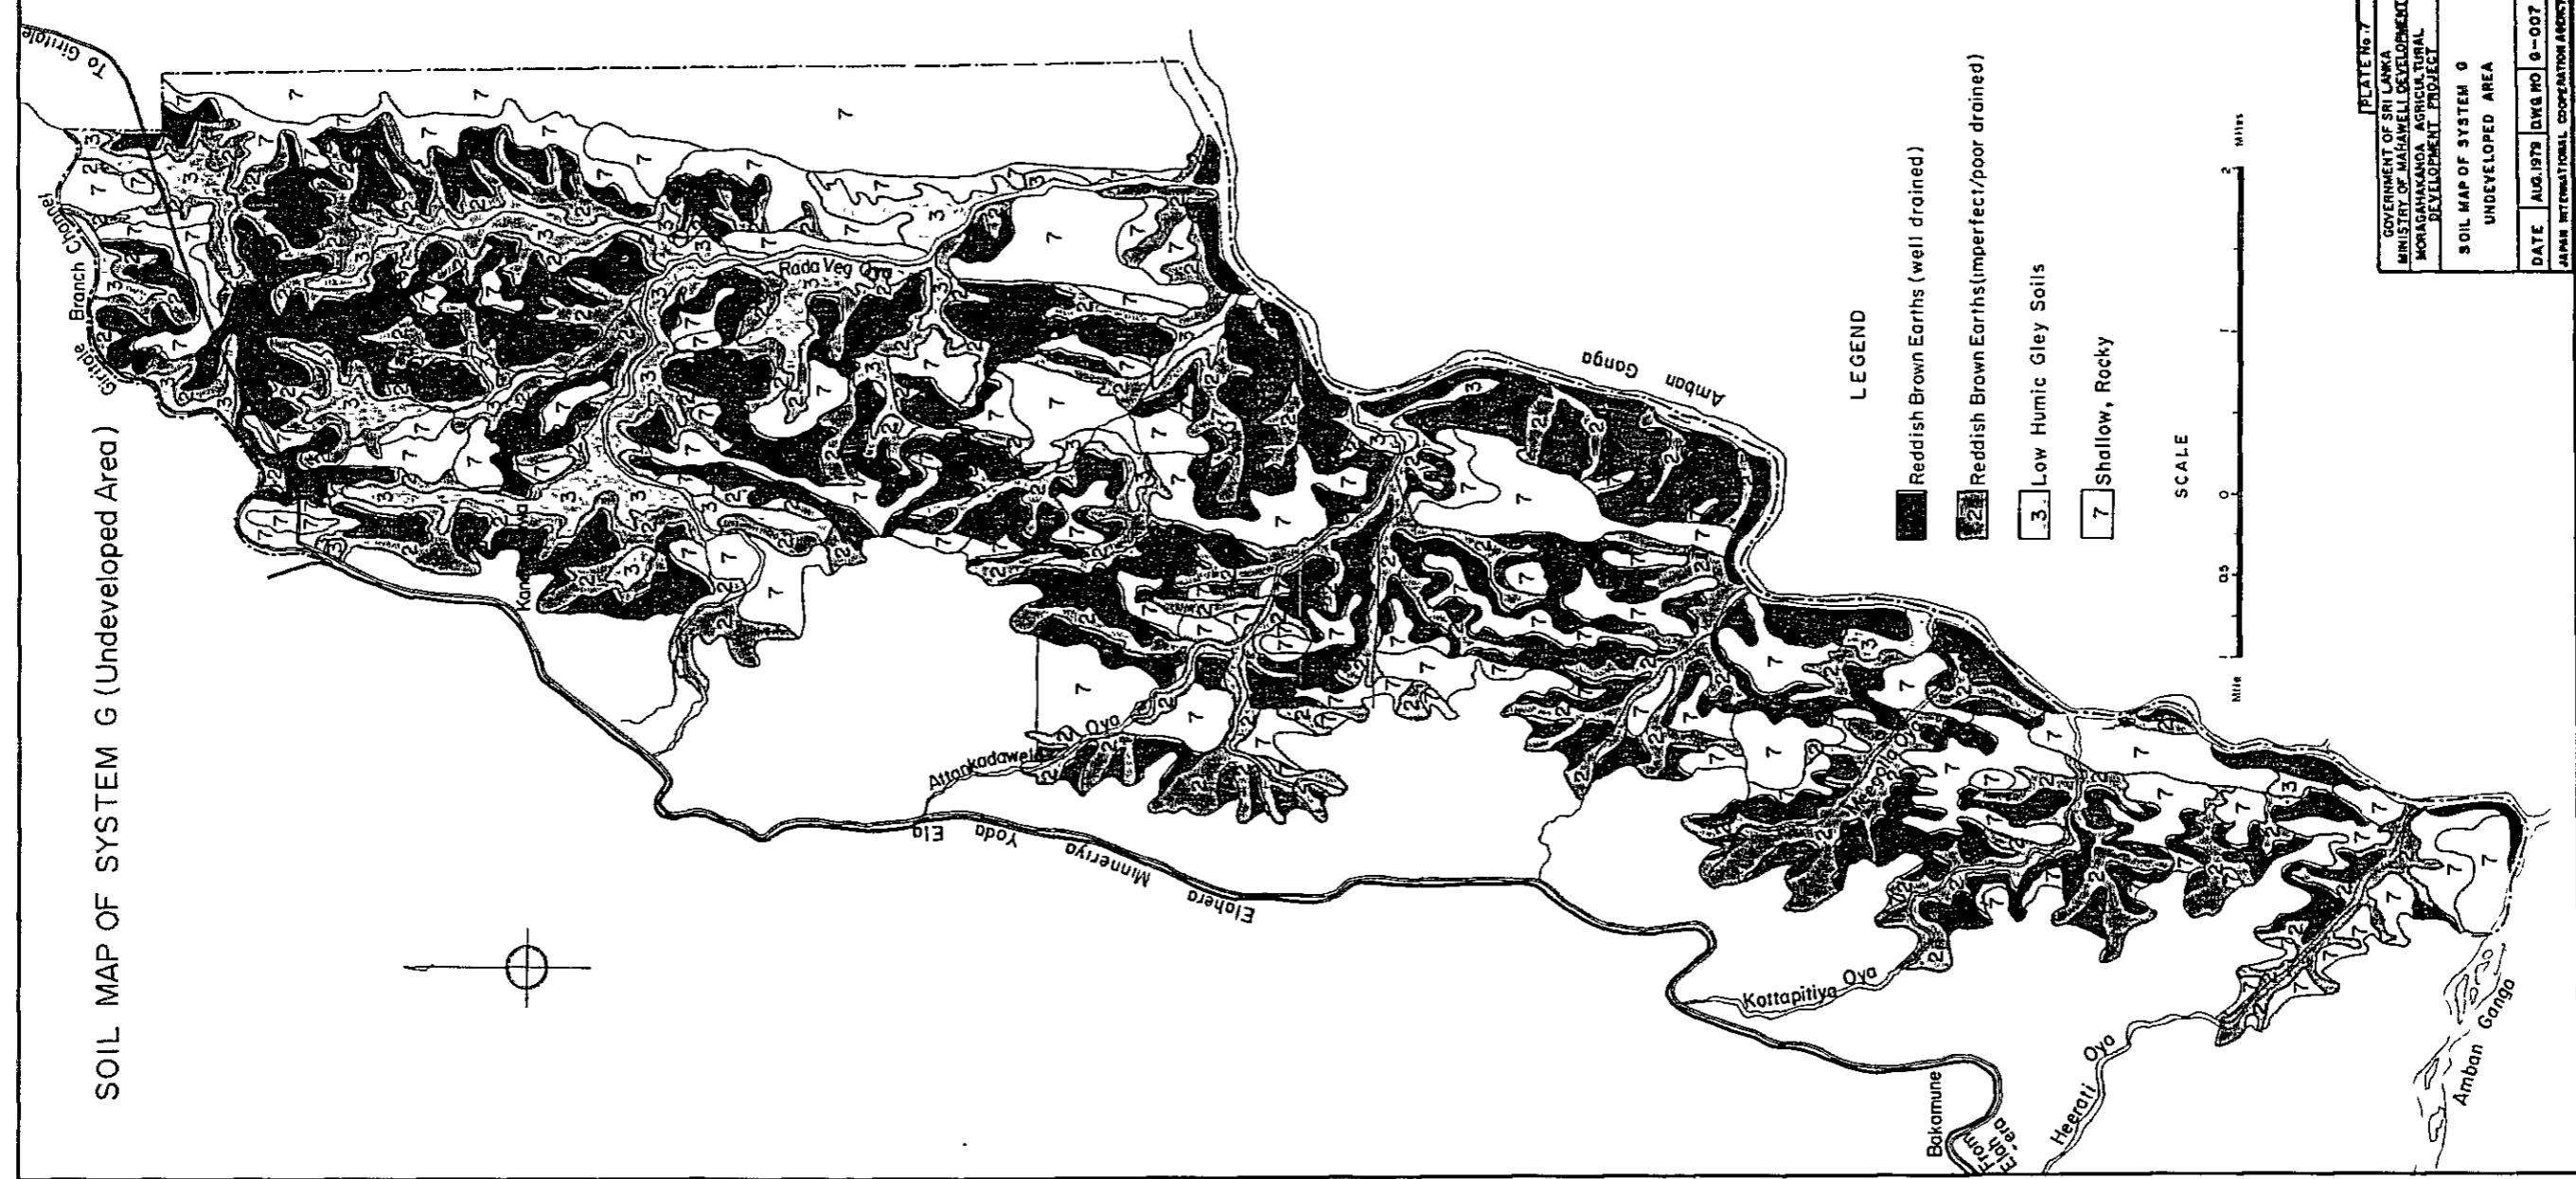 SOIL MAP OF SYSTEM G (Undeveloped Area)
To Giritale
Giritale Branch Channel
Rada Veg Oya
Attankadawela Oya
Elahera Minneriya Yoda Ela
Amban Ganga
Kottapitiya Oya
Heerati Oya
Bakamune
From
Elah
era
Amban Ganga
LEGEND
Reddish Brown Earths (well drained)
2 Reddish Brown Earths (imperfect/poor drained)
3 Low Humic Gley Soils
7 Shallow, Rocky
SCALE
Mile 1 0.5 0 1 2 Miles
PLATE No 7
GOVERNMENT OF SRI LANKA
MINISTRY OF MAHAWELI DEVELOPMENT
MORAGAHAKANDA AGRICULTURAL
DEVELOPMENT PROJECT
SOIL MAP OF SYSTEM G
UNDEVELOPED AREA
DATE AUG.1979 DWG NO G-007
JAPAN INTERNATIONAL COOPERATION AGENCY